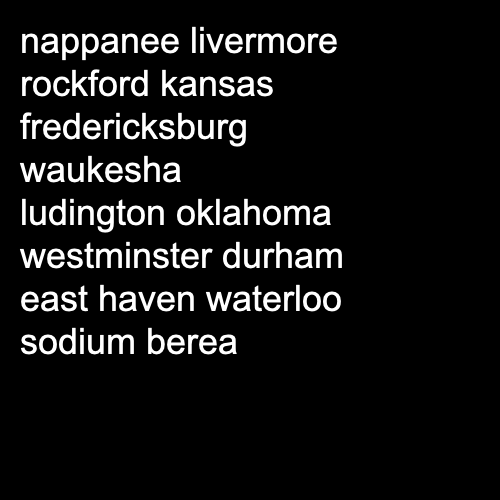 nappanee livermore
rockford kansas
fredericksburg
waukesha
ludington oklahoma
westminster durham
east haven waterloo
sodium berea